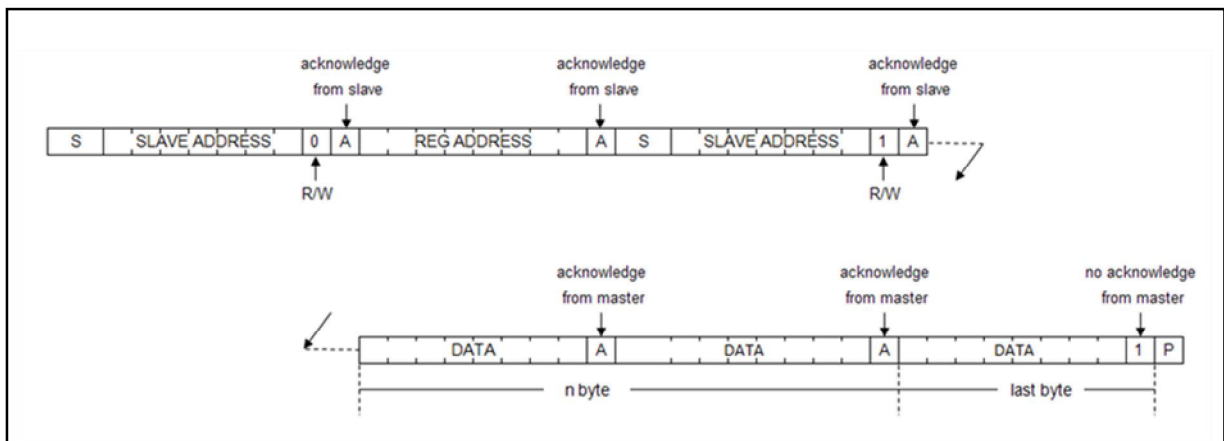 acknowledge acknowledge acknowledge
from slave from slave from slave
S SLAVE ADDRESS 0 A REG ADDRESS A S SLAVE ADDRESS 1 A
R/W R/W
acknowledge acknowledge no acknowledge
from master from master from master
DATA A DATA A DATA 1 P
n byte last byte